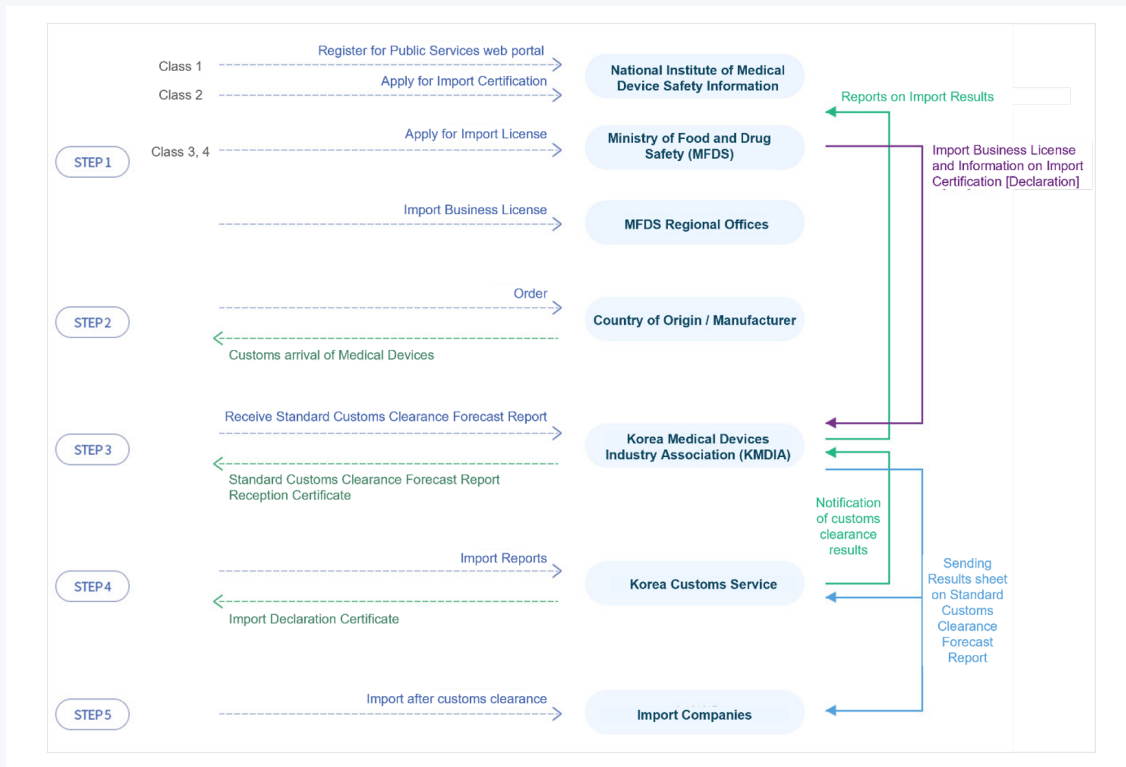 Register for Public Services web portal
Class 1
Apply for Import Certification
Class 2
National Institute of Medical
Device Safety Information
Reports on Import Results
STEP 1
Class 3, 4
Apply for Import License
Ministry of Food and Drug
Safety (MFDS)
Import Business License
and Information on Import
Certification [Declaration]
Import Business License
MFDS Regional Offices
STEP 2
Order
Country of Origin / Manufacturer
Customs arrival of Medical Devices
STEP 3
Receive Standard Customs Clearance Forecast Report
Korea Medical Devices
Industry Association (KMDIA)
Standard Customs Clearance Forecast Report
Reception Certificate
Notification
of customs
clearance
results
STEP 4
Import Reports
Korea Customs Service
Import Declaration Certificate
Sending
Results sheet
on Standard
Customs
Clearance
Forecast
Report
STEP 5
Import after customs clearance
Import Companies